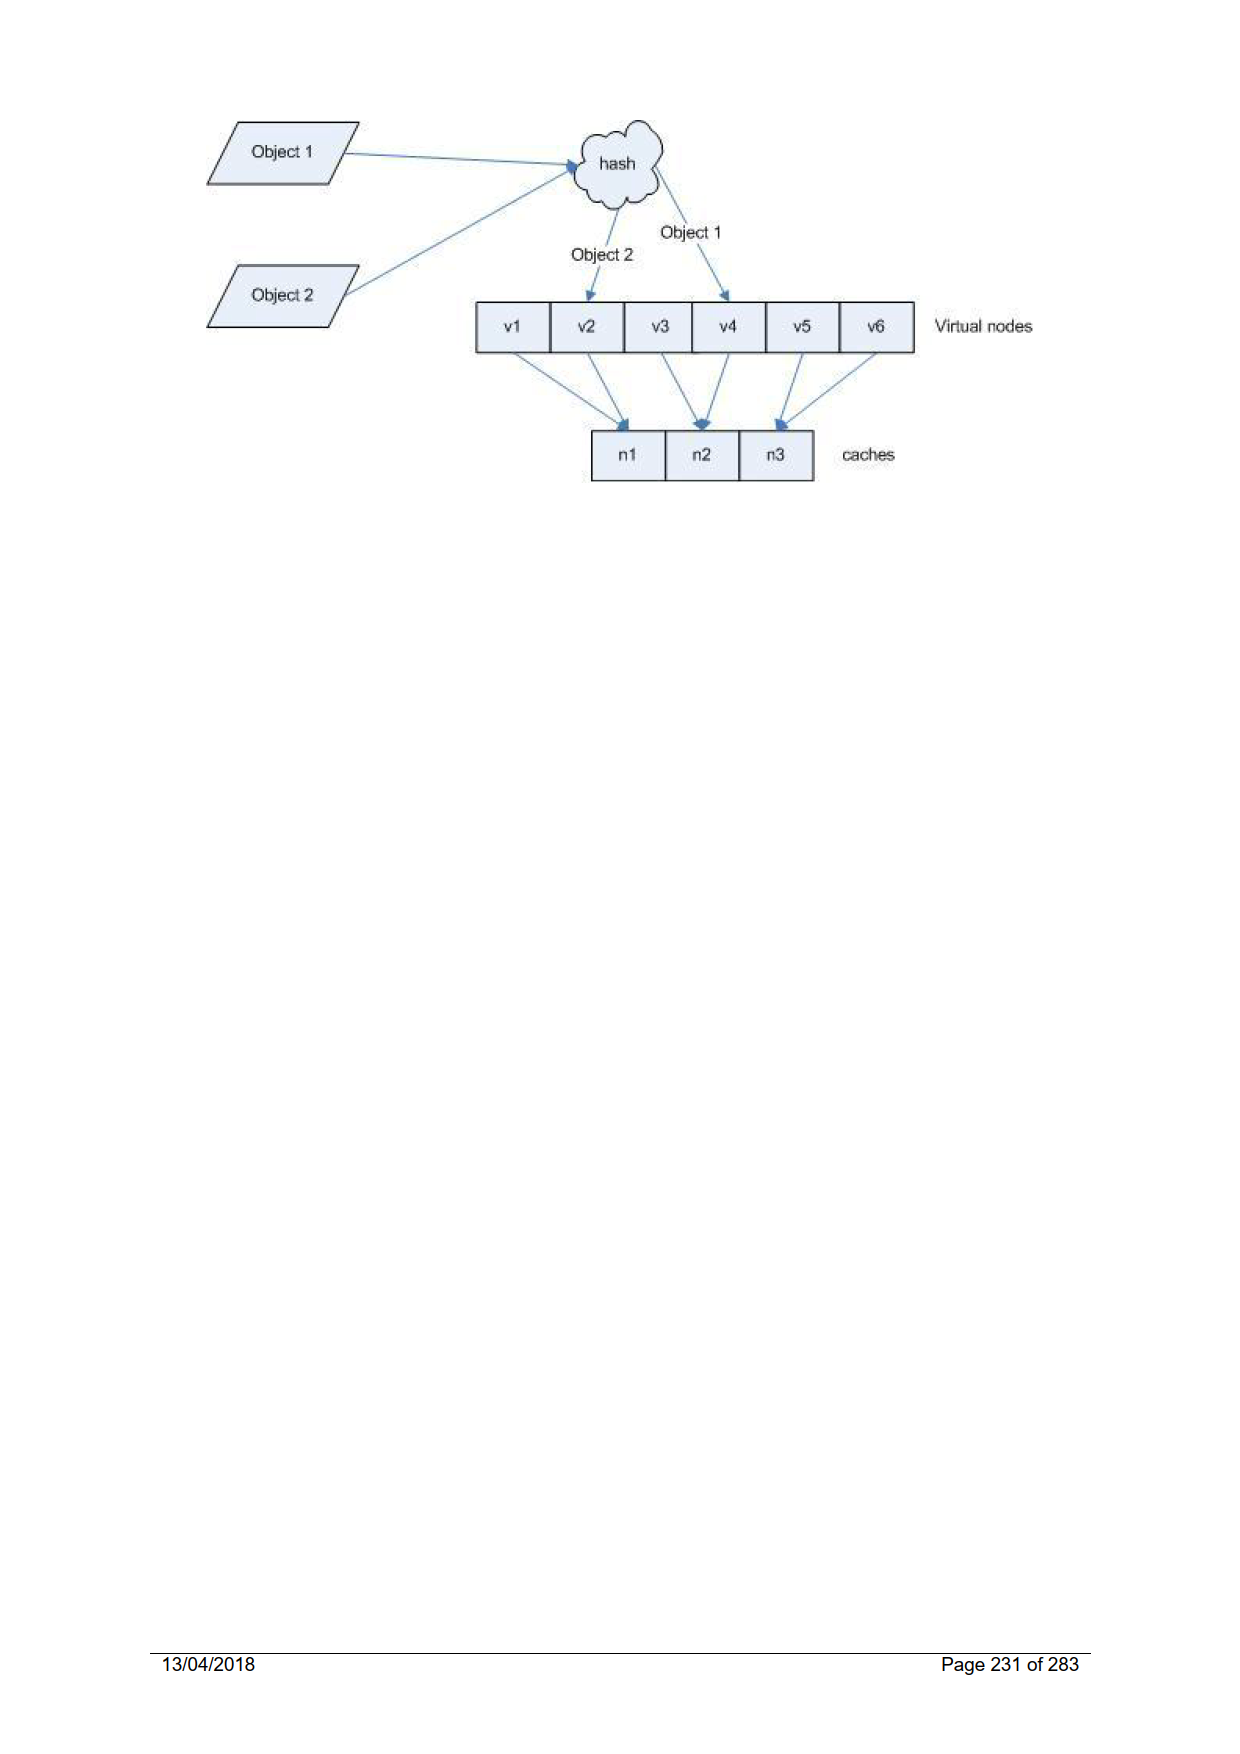 Object 1
hash
Object 1
Object 2
Object 2
v1 v2 v3 v4 v5 v6 Virtual nodes
n1 n2 n3 caches
13/04/2018 Page 231 of 283